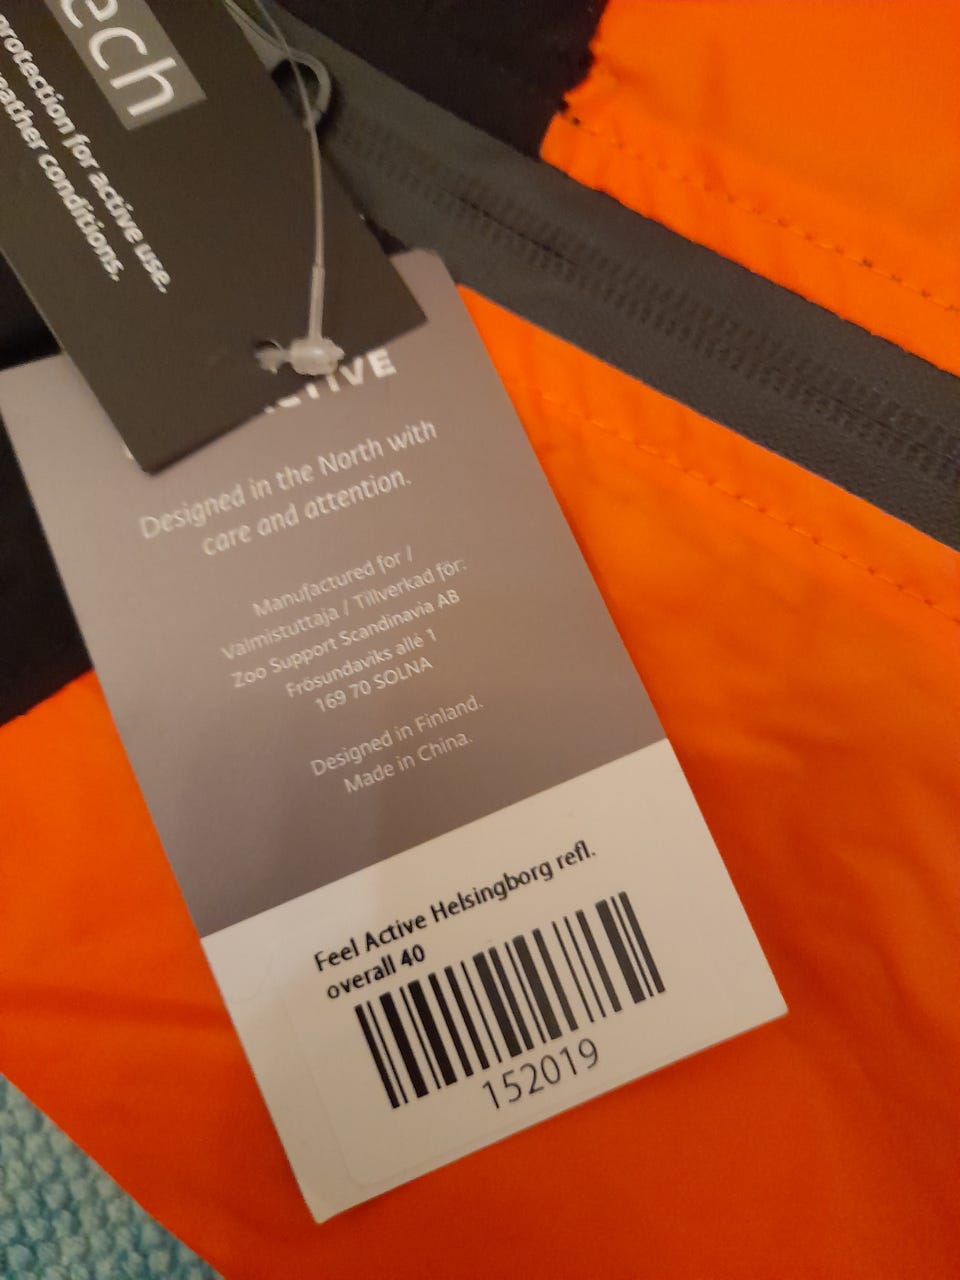 ech
protection for active use,
weather conditions,
ACTIVE
Designed in the North with
care and attention.
Manufactured for /
Valmistuttaja / Tillverkad för:
Zoo Support Scandinavia AB
Frösundaviks allé 1
169 70 SOLNA
Designed in Finland.
Made in China.
Feel Active Helsingborg refl.
overall 40
152019